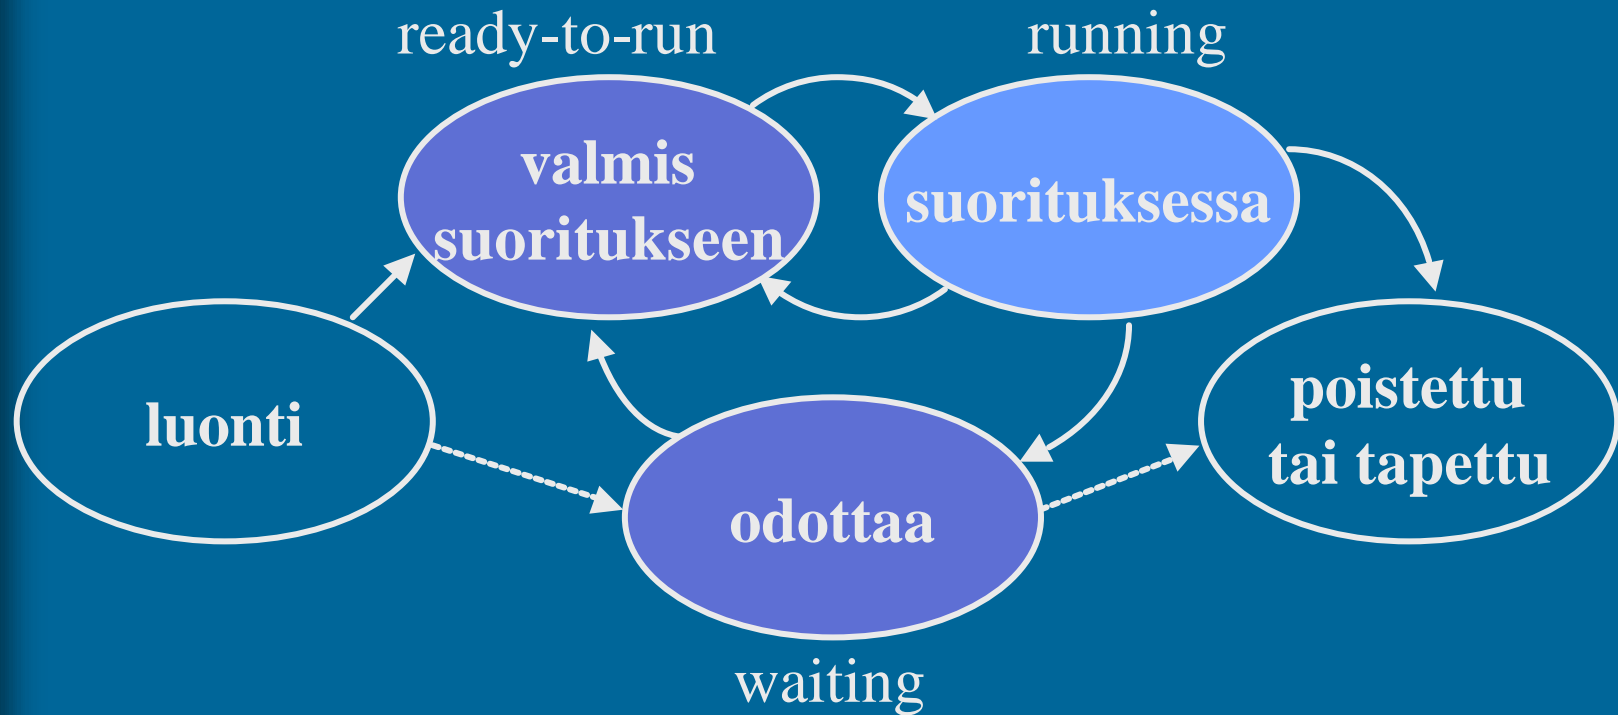 ready-to-run
running
valmis
suoritukseen
suorituksessa
luonti
poistettu
tai tapettu
odottaa
waiting